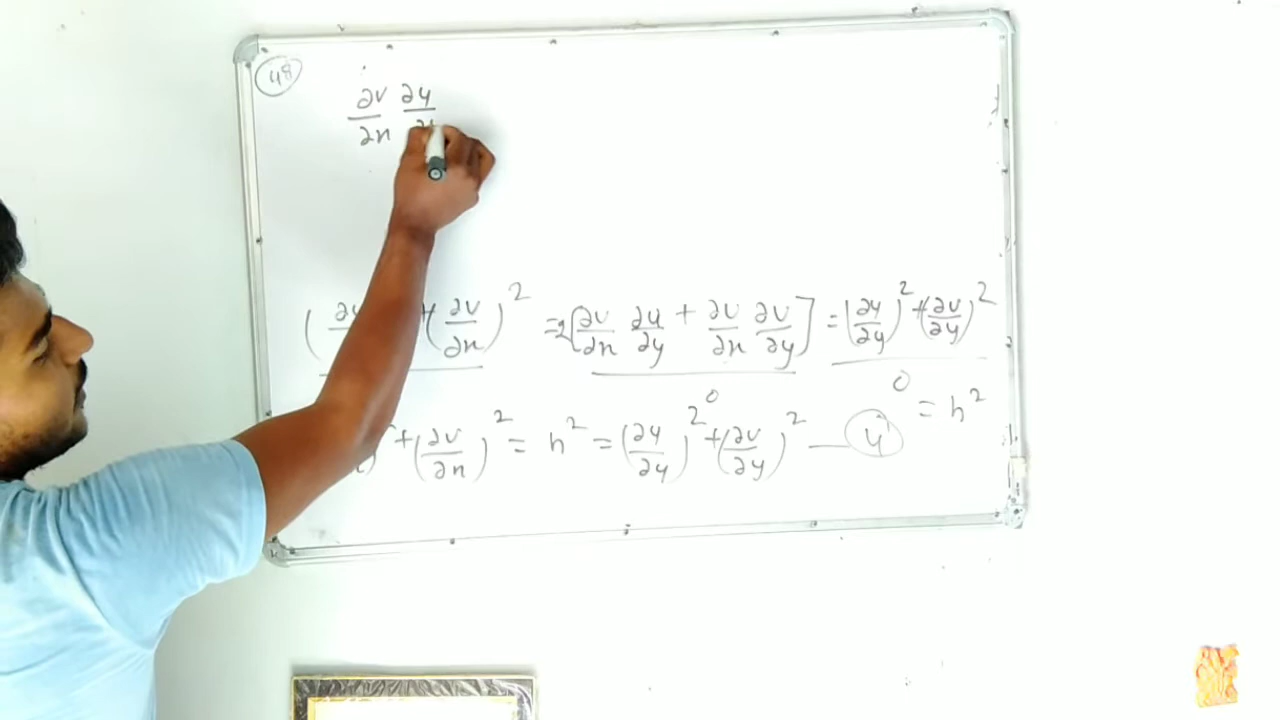 48
∂v/∂x ∂u/∂
(∂u +(∂v/∂x)² =2[∂u/∂x ∂u/∂y + ∂v/∂x ∂v/∂y] =(∂u/∂y)²+(∂v/∂y)²
0 0 = h²
+(∂v/∂x)² = h² = (∂u/∂y)²+(∂v/∂y)² — 4